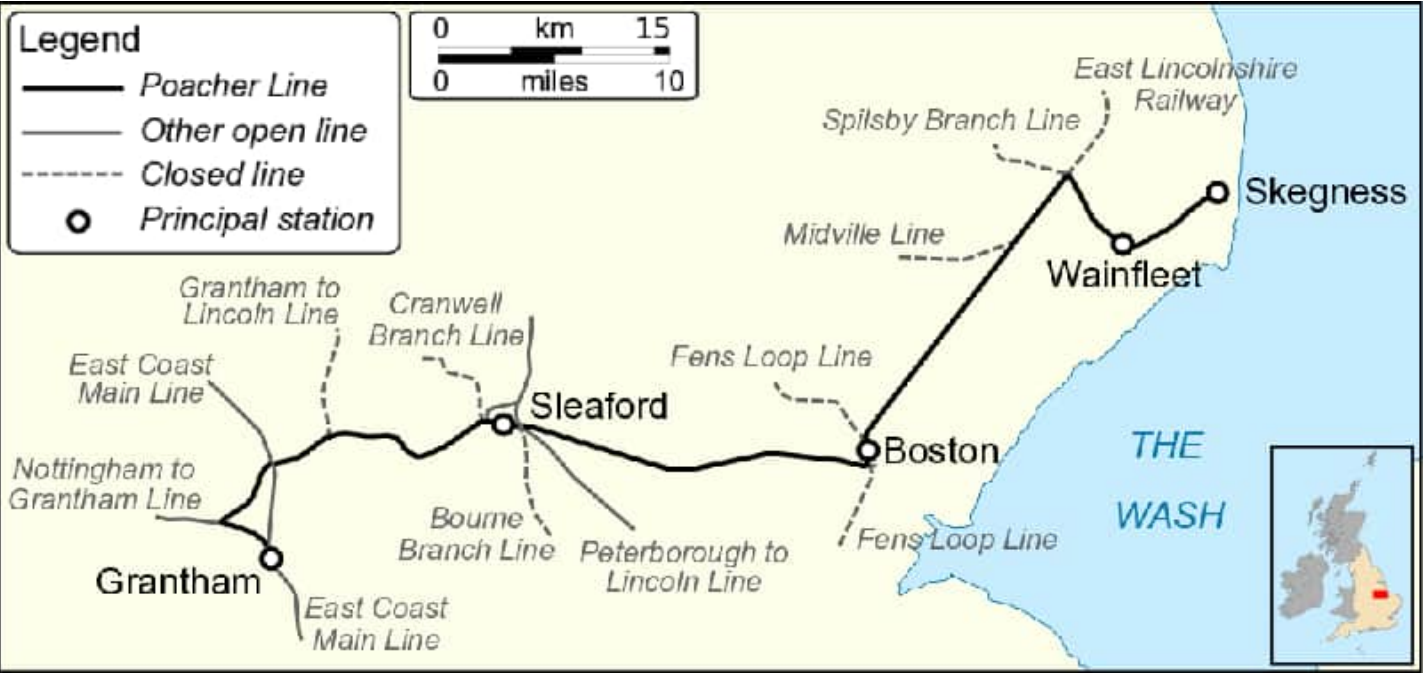 Legend
Poacher Line
Other open line
Closed line
Principal station
0 km 15
0 miles 10
East Lincolnshire
Railway
Spilsby Branch Line
Skegness
Midville Line
Wainfleet
Grantham to
Lincoln Line
Cranwell
Branch Line
East Coast
Main Line
Fens Loop Line
Sleaford
Boston
THE
WASH
Nottingham to
Grantham Line
Bourne
Branch Line
Peterborough to
Lincoln Line
Fens Loop Line
Grantham
East Coast
Main Line